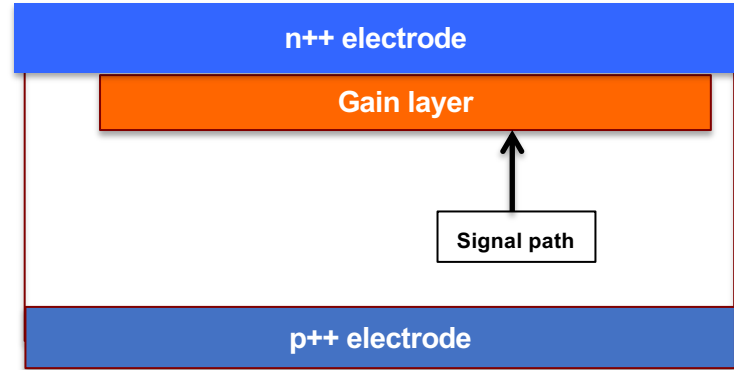 n++ electrode
Gain layer
Signal path
p++ electrode